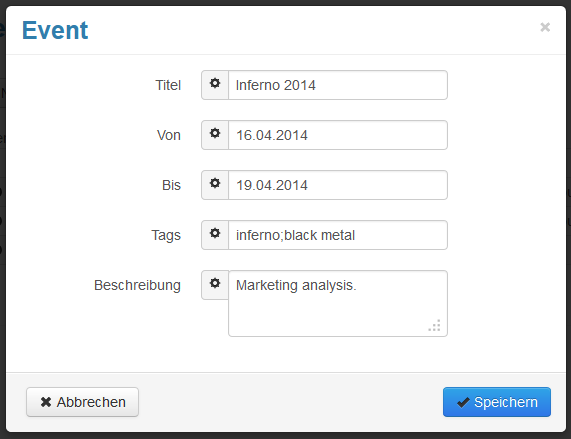 Event
Titel Inferno 2014
Von 16.04.2014
Bis 19.04.2014
Tags inferno;black metal
Beschreibung Marketing analysis.
Abbrechen Speichern